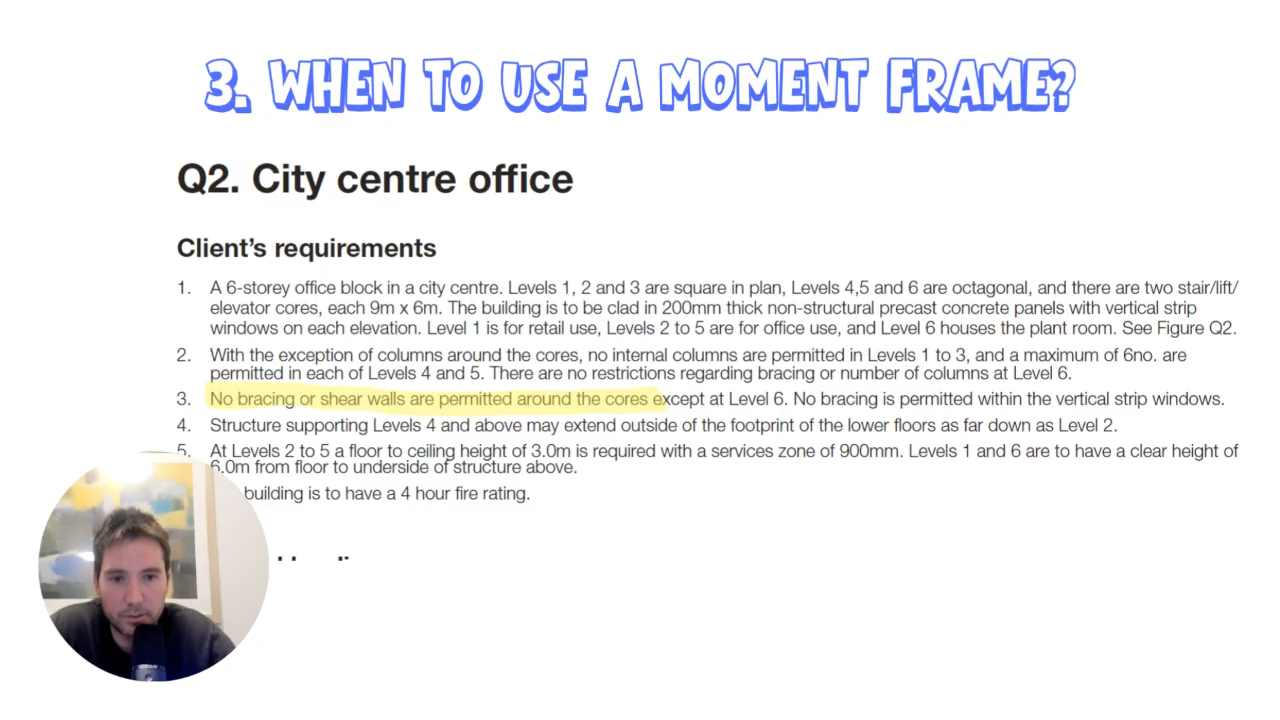 3. WHEN TO USE A MOMENT FRAME?
Q2. City centre office
Client's requirements
1. A 6-storey office block in a city centre. Levels 1, 2 and 3 are square in plan, Levels 4,5 and 6 are octagonal, and there are two stair/lift/
elevator cores, each 9m x 6m. The building is to be clad in 200mm thick non-structural precast concrete panels with vertical strip
windows on each elevation. Level 1 is for retail use, Levels 2 to 5 are for office use, and Level 6 houses the plant room. See Figure Q2.
2. With the exception of columns around the cores, no internal columns are permitted in Levels 1 to 3, and a maximum of 6no. are
permitted in each of Levels 4 and 5. There are no restrictions regarding bracing or number of columns at Level 6.
3. No bracing or shear walls are permitted around the cores except at Level 6. No bracing is permitted within the vertical strip windows.
4. Structure supporting Levels 4 and above may extend outside of the footprint of the lower floors as far down as Level 2.
5. At Levels 2 to 5 a floor to ceiling height of 3.0m is required with a services zone of 900mm. Levels 1 and 6 are to have a clear height of
6.0m from floor to underside of structure above.
building is to have a 4 hour fire rating.